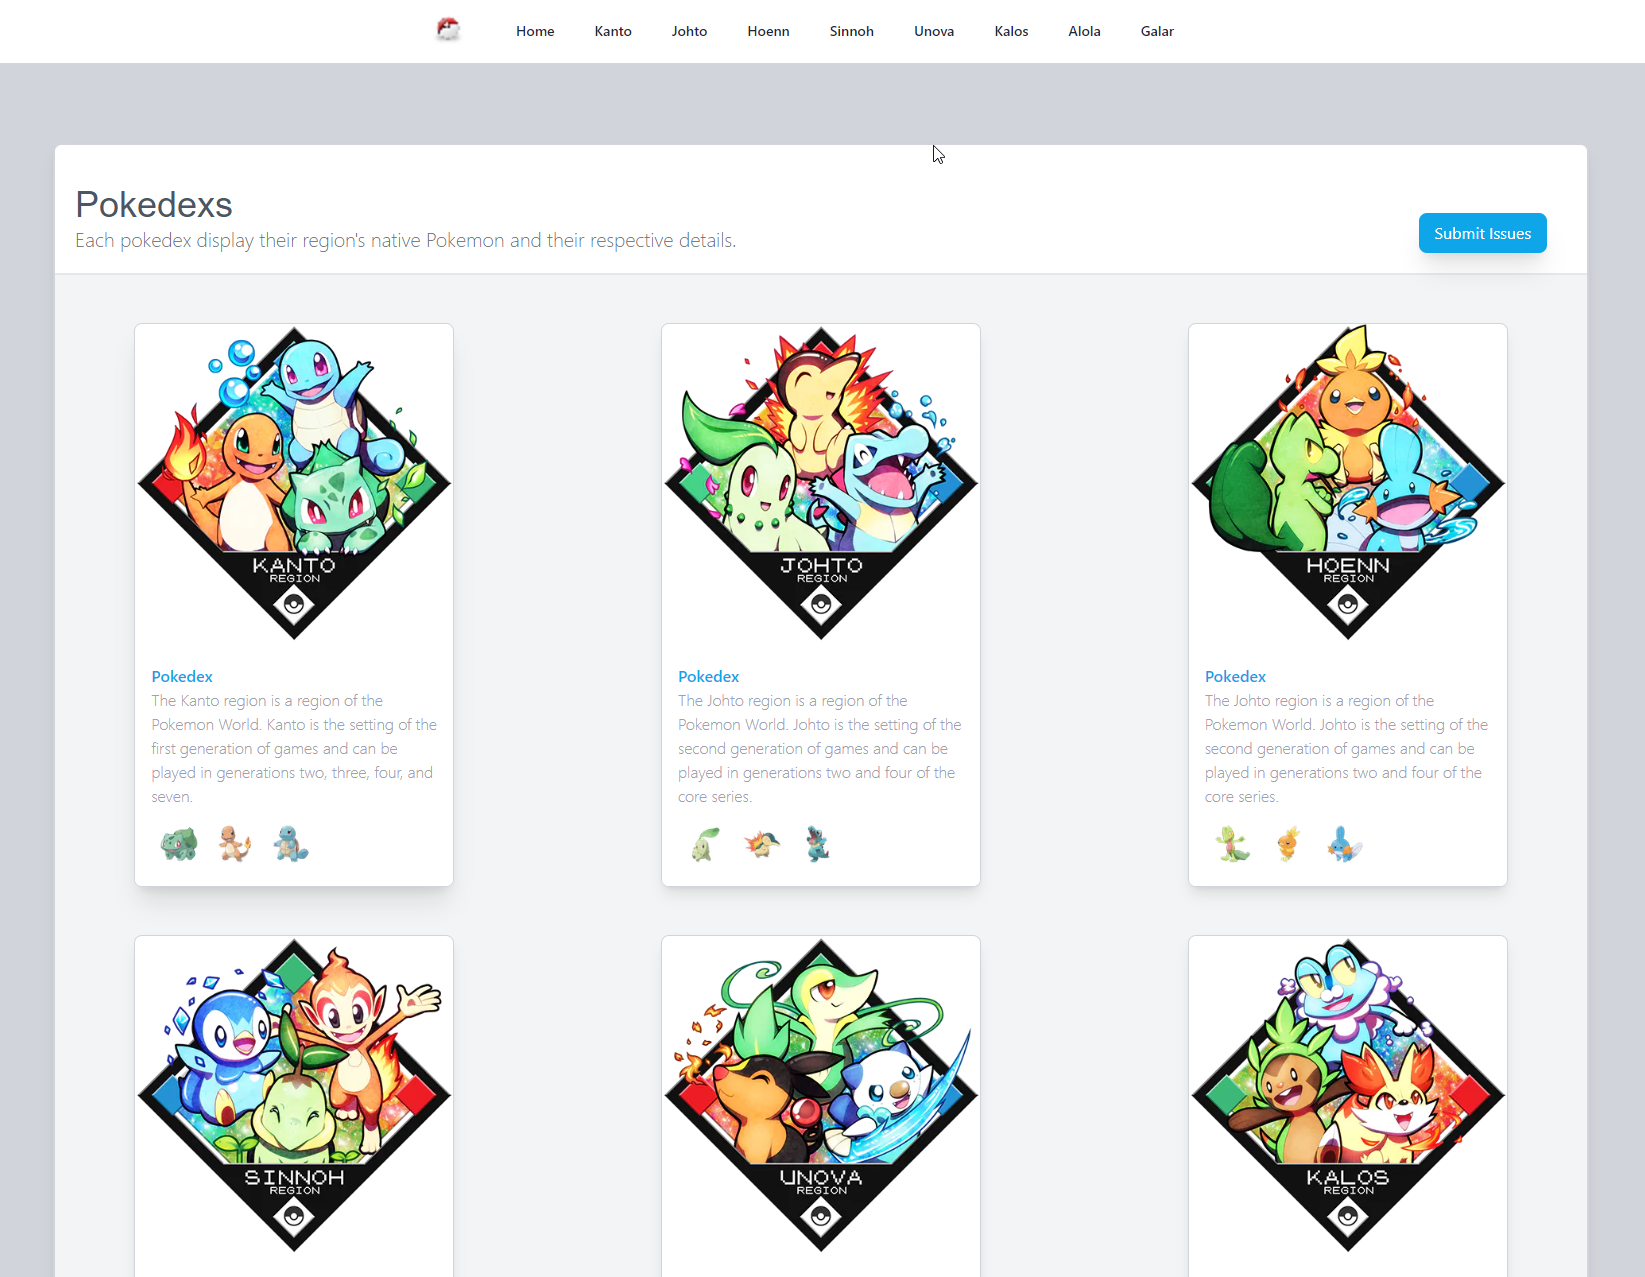 Home Kanto Johto Hoenn Sinnoh Unova Kalos Alola Galar
Pokedexs
Each pokedex display their region's native Pokemon and their respective details.
Submit Issues
KANTO
REGION
Pokedex
The Kanto region is a region of the
Pokemon World. Kanto is the setting of the
first generation of games and can be
played in generations two, three, four, and
seven.
JOHTO
REGION
Pokedex
The Johto region is a region of the
Pokemon World. Johto is the setting of the
second generation of games and can be
played in generations two and four of the
core series.
HOENN
REGION
Pokedex
The Johto region is a region of the
Pokemon World. Johto is the setting of the
second generation of games and can be
played in generations two and four of the
core series.
SINNOH
REGION
UNOVA
REGION
KALOS
REGION